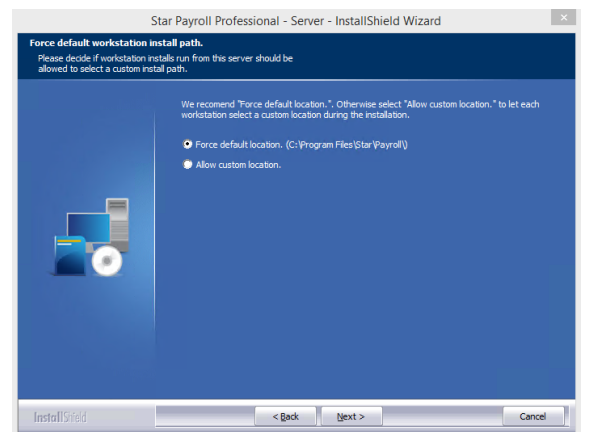 Star Payroll Professional - Server - InstallShield Wizard
Force default workstation install path.
Please decide if workstation installs run from this server should be
allowed to select a custom install path.
We recomend "Force default location.". Otherwise select "Allow custom location." to let each
workstation select a custom location during the installation.
Force default location. (C:\Program Files\Star\Payroll\)
Allow custom location.
InstallShield
< Back Next > Cancel